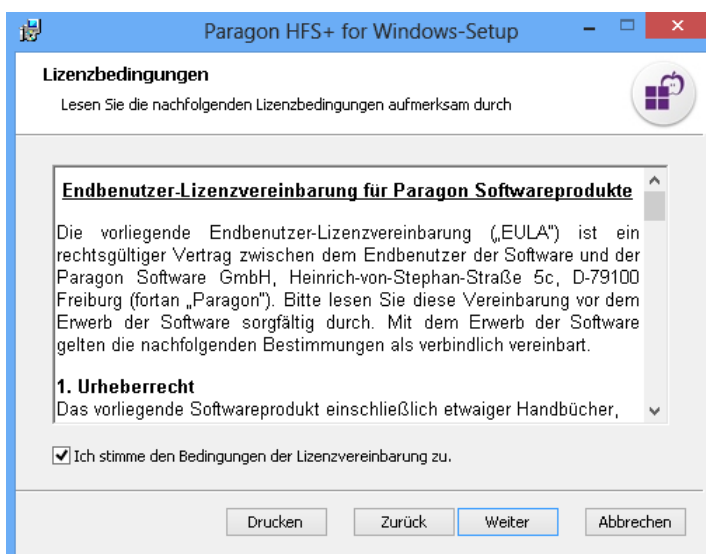 Paragon HFS+ for Windows-Setup
Lizenzbedingungen
Lesen Sie die nachfolgenden Lizenzbedingungen aufmerksam durch
Endbenutzer-Lizenzvereinbarung für Paragon Softwareprodukte
Die vorliegende Endbenutzer-Lizenzvereinbarung („EULA") ist ein
rechtsgültiger Vertrag zwischen dem Endbenutzer der Software und der
Paragon Software GmbH, Heinrich-von-Stephan-Straße 5c, D-79100
Freiburg (fortan „Paragon"). Bitte lesen Sie diese Vereinbarung vor dem
Erwerb der Software sorgfältig durch. Mit dem Erwerb der Software
gelten die nachfolgenden Bestimmungen als verbindlich vereinbart.
1. Urheberrecht
Das vorliegende Softwareprodukt einschließlich etwaiger Handbücher,
Ich stimme den Bedingungen der Lizenzvereinbarung zu.
Drucken Zurück Weiter Abbrechen